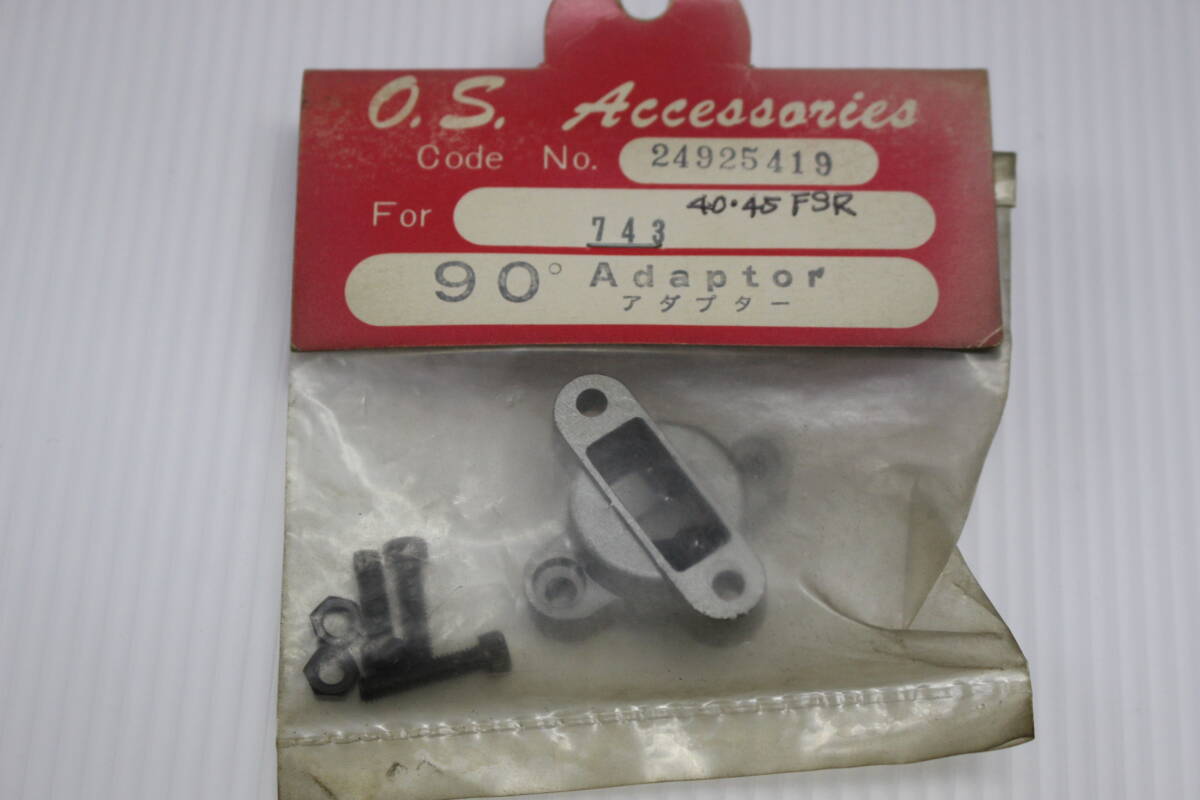 O.S. Accessories
Code No. 24925419
40・45 FSR
For 743
90° Adaptor
アダプター